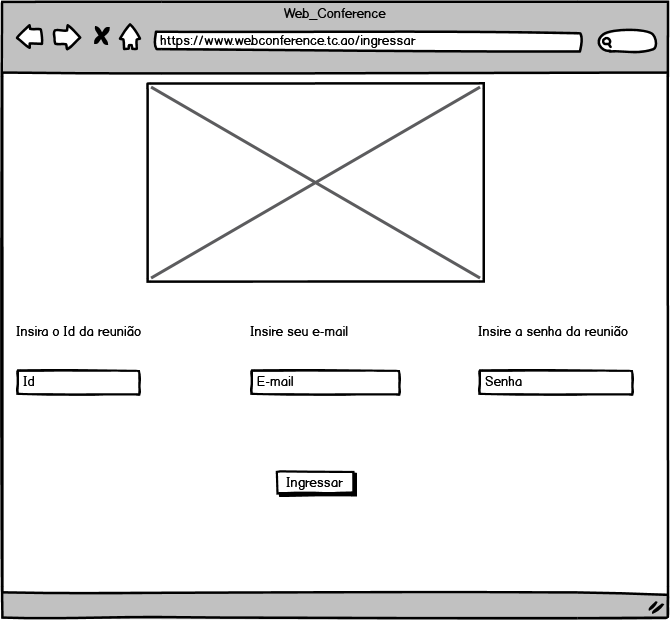 Web_Conference
https://www.webconference.tc.ao/ingressar
Insira o Id da reunião
Insire seu e-mail
Insire a senha da reunião
Id
E-mail
Senha
Ingressar